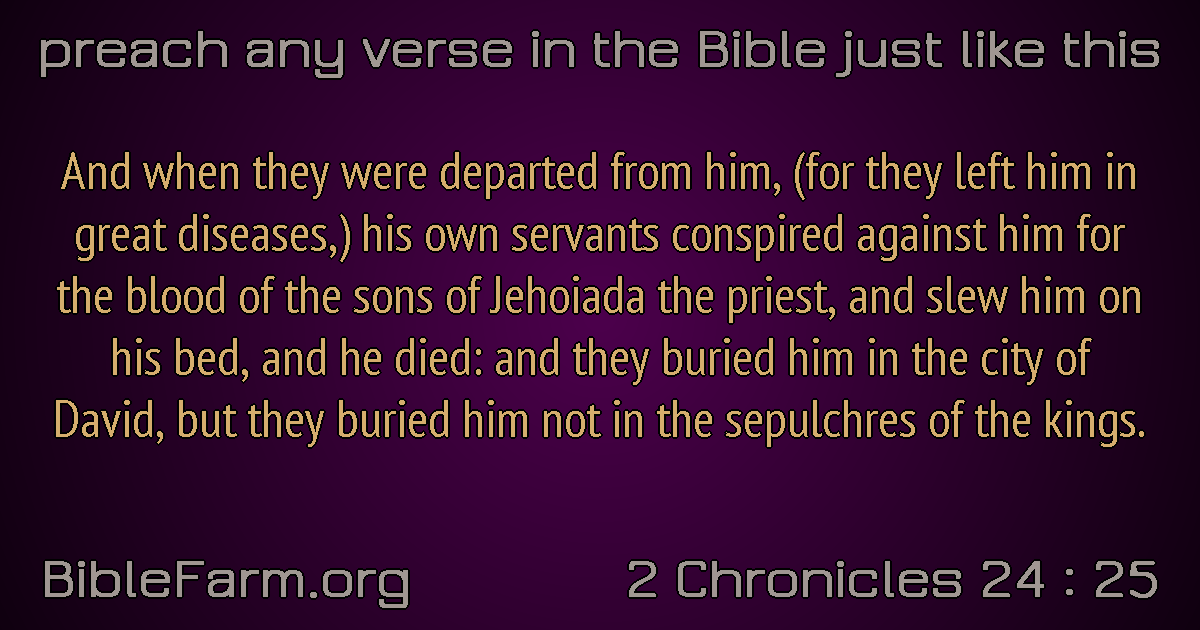 preach any verse in the Bible just like this
And when they were departed from him, (for they left him in
great diseases,) his own servants conspired against him for
the blood of the sons of Jehoiada the priest, and slew him on
his bed, and he died: and they buried him in the city of
David, but they buried him not in the sepulchres of the kings.
BibleFarm.org
2 Chronicles 24 : 25